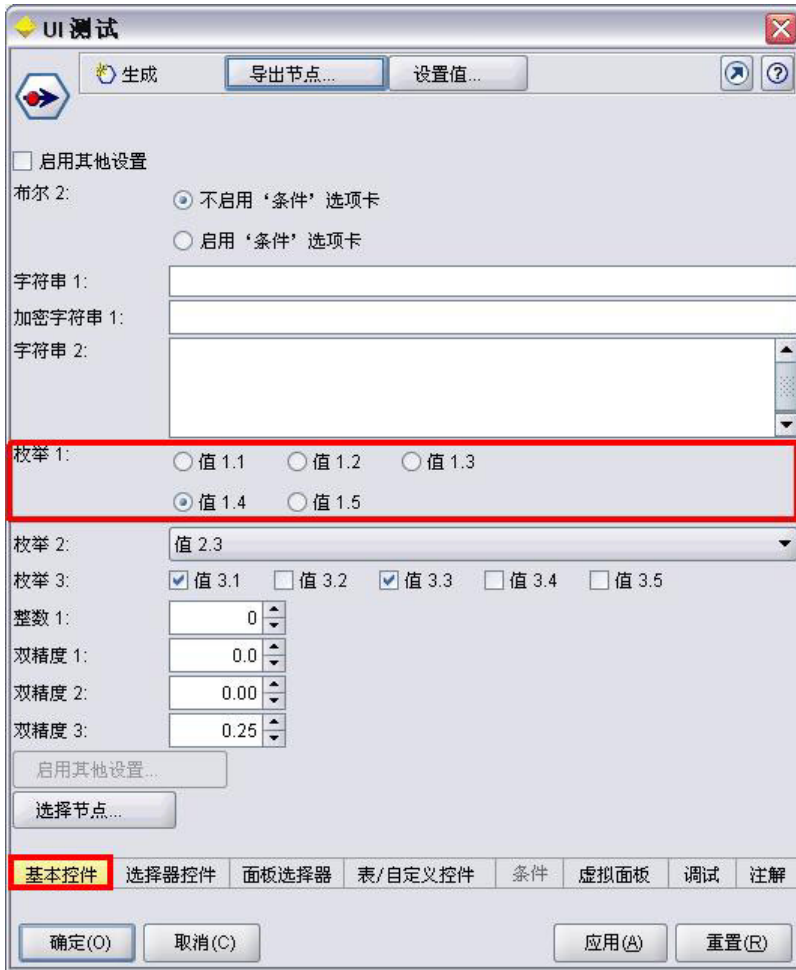 UI 测试
生成 导出节点... 设置值...
启用其他设置
布尔 2: 不启用‘条件’选项卡
启用‘条件’选项卡
字符串 1:
加密字符串 1:
字符串 2:
枚举 1: 值 1.1 值 1.2 值 1.3
值 1.4 值 1.5
枚举 2: 值 2.3
枚举 3: 值 3.1 值 3.2 值 3.3 值 3.4 值 3.5
整数 1: 0
双精度 1: 0.0
双精度 2: 0.00
双精度 3: 0.25
启用其他设置...
选择节点...
基本控件 选择器控件 面板选择器 表/自定义控件 条件 虚拟面板 调试 注解
确定(O) 取消(C) 应用(A) 重置(R)